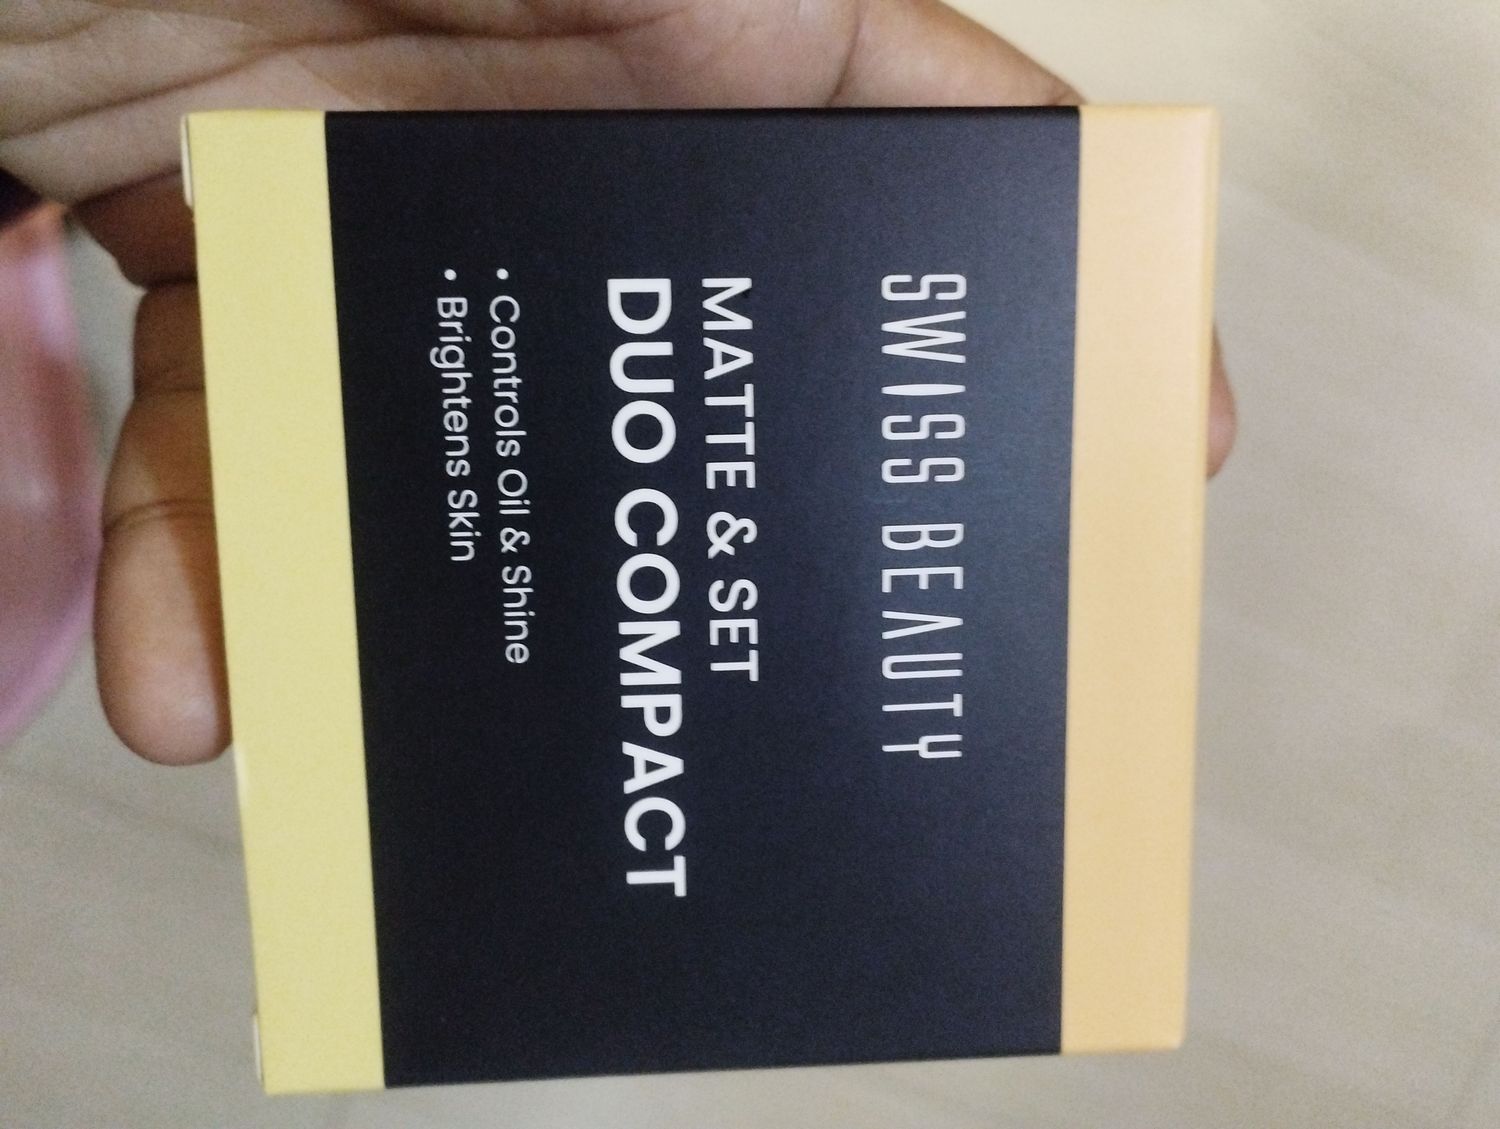 SWISS BEAUTY
MATTE & SET
DUO COMPACT
• Controls Oil & Shine
• Brightens Skin